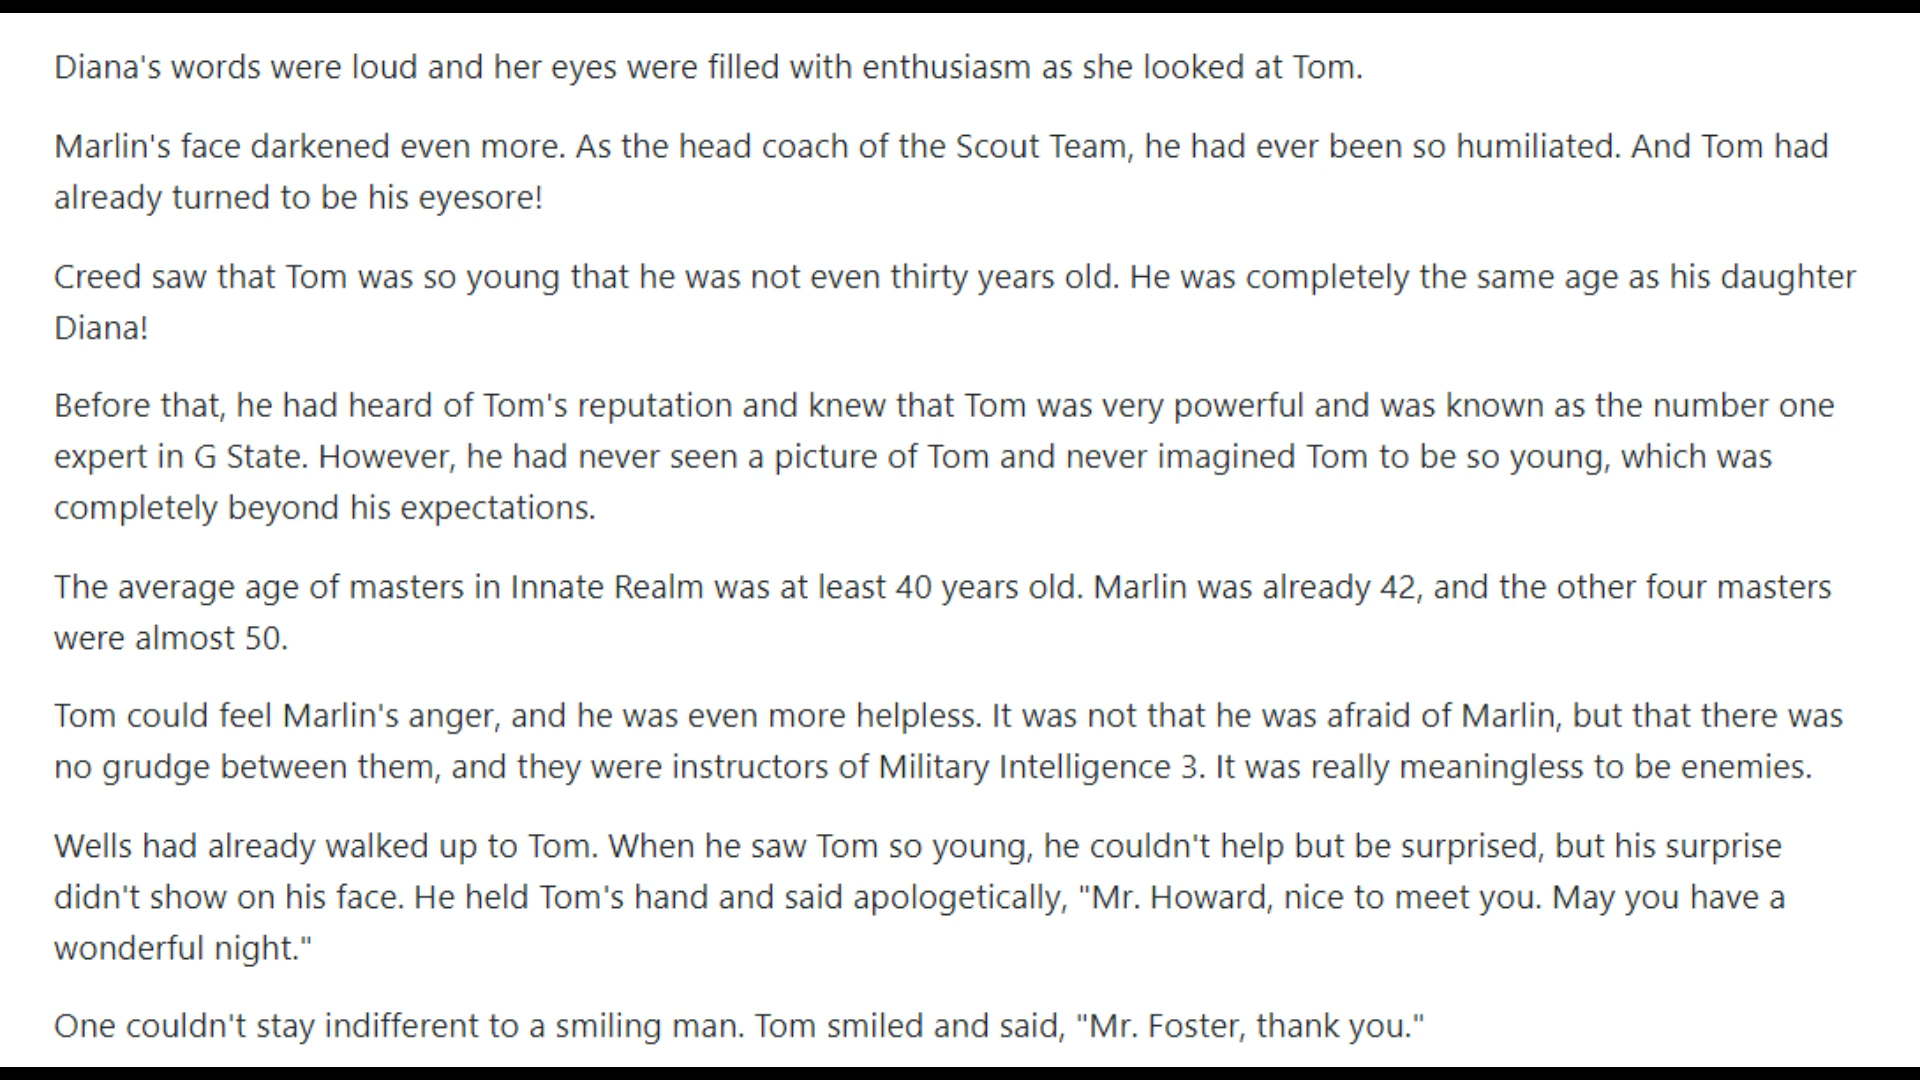 Diana's words were loud and her eyes were filled with enthusiasm as she looked at Tom.
Marlin's face darkened even more. As the head coach of the Scout Team, he had ever been so humiliated. And Tom had
already turned to be his eyesore!
Creed saw that Tom was so young that he was not even thirty years old. He was completely the same age as his daughter
Diana!
Before that, he had heard of Tom's reputation and knew that Tom was very powerful and was known as the number one
expert in G State. However, he had never seen a picture of Tom and never imagined Tom to be so young, which was
completely beyond his expectations.
The average age of masters in Innate Realm was at least 40 years old. Marlin was already 42, and the other four masters
were almost 50.
Tom could feel Marlin's anger, and he was even more helpless. It was not that he was afraid of Marlin, but that there was
no grudge between them, and they were instructors of Military Intelligence 3. It was really meaningless to be enemies.
Wells had already walked up to Tom. When he saw Tom so young, he couldn't help but be surprised, but his surprise
didn't show on his face. He held Tom's hand and said apologetically, "Mr. Howard, nice to meet you. May you have a
wonderful night."
One couldn't stay indifferent to a smiling man. Tom smiled and said, "Mr. Foster, thank you."